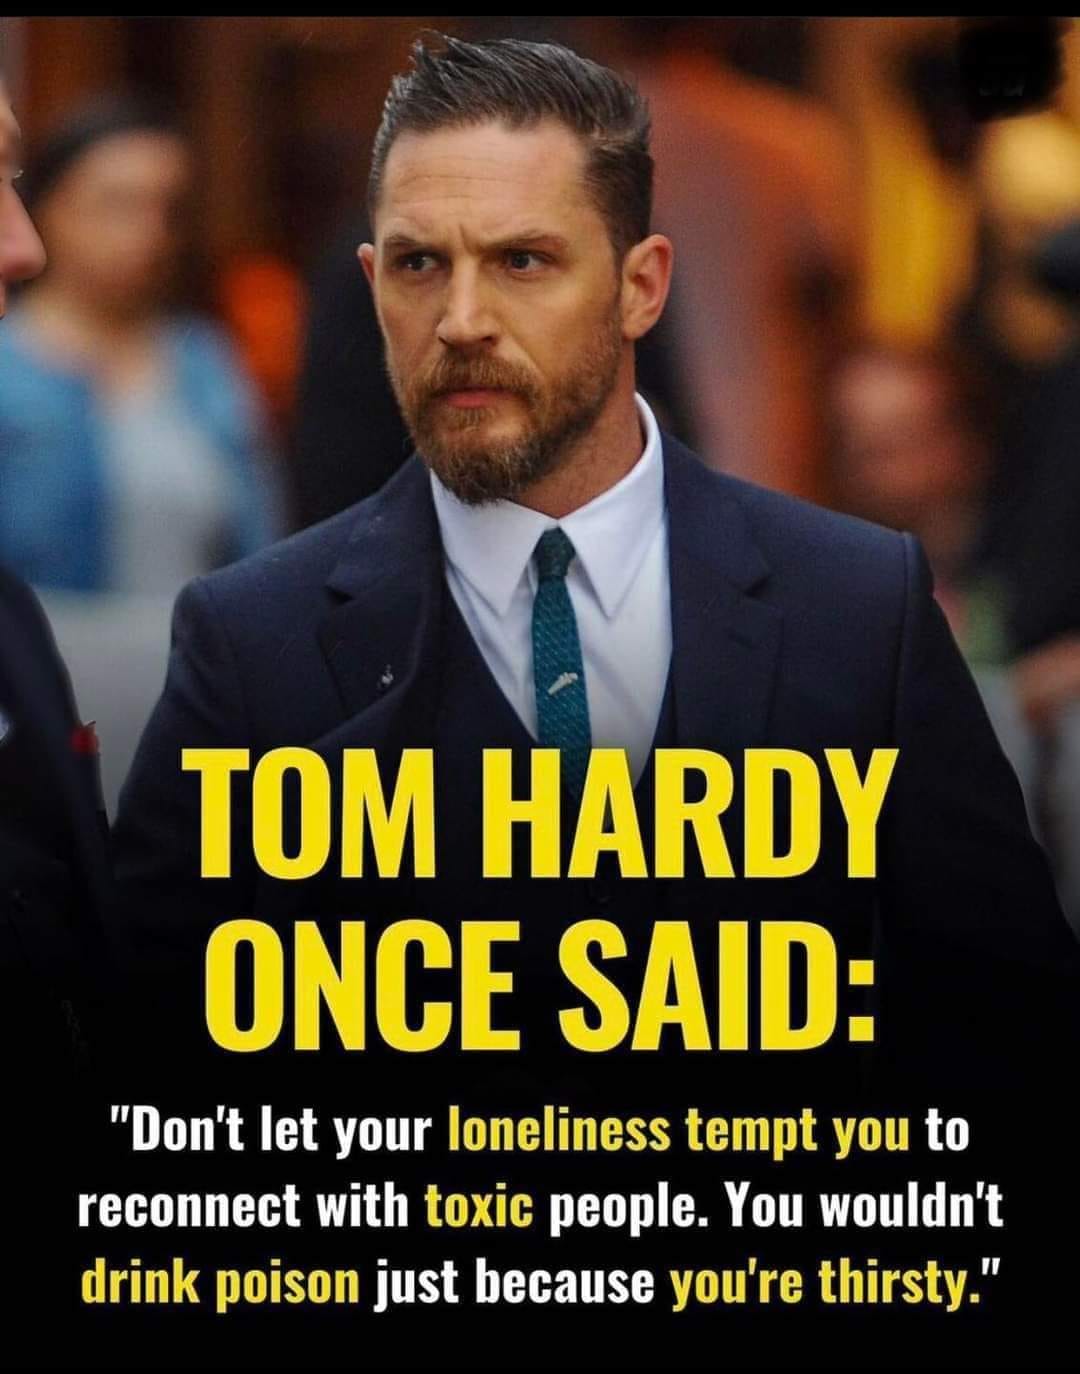 TOM HARDY
ONCE SAID:
"Don't let your loneliness tempt you to
reconnect with toxic people. You wouldn't
drink poison just because you're thirsty."